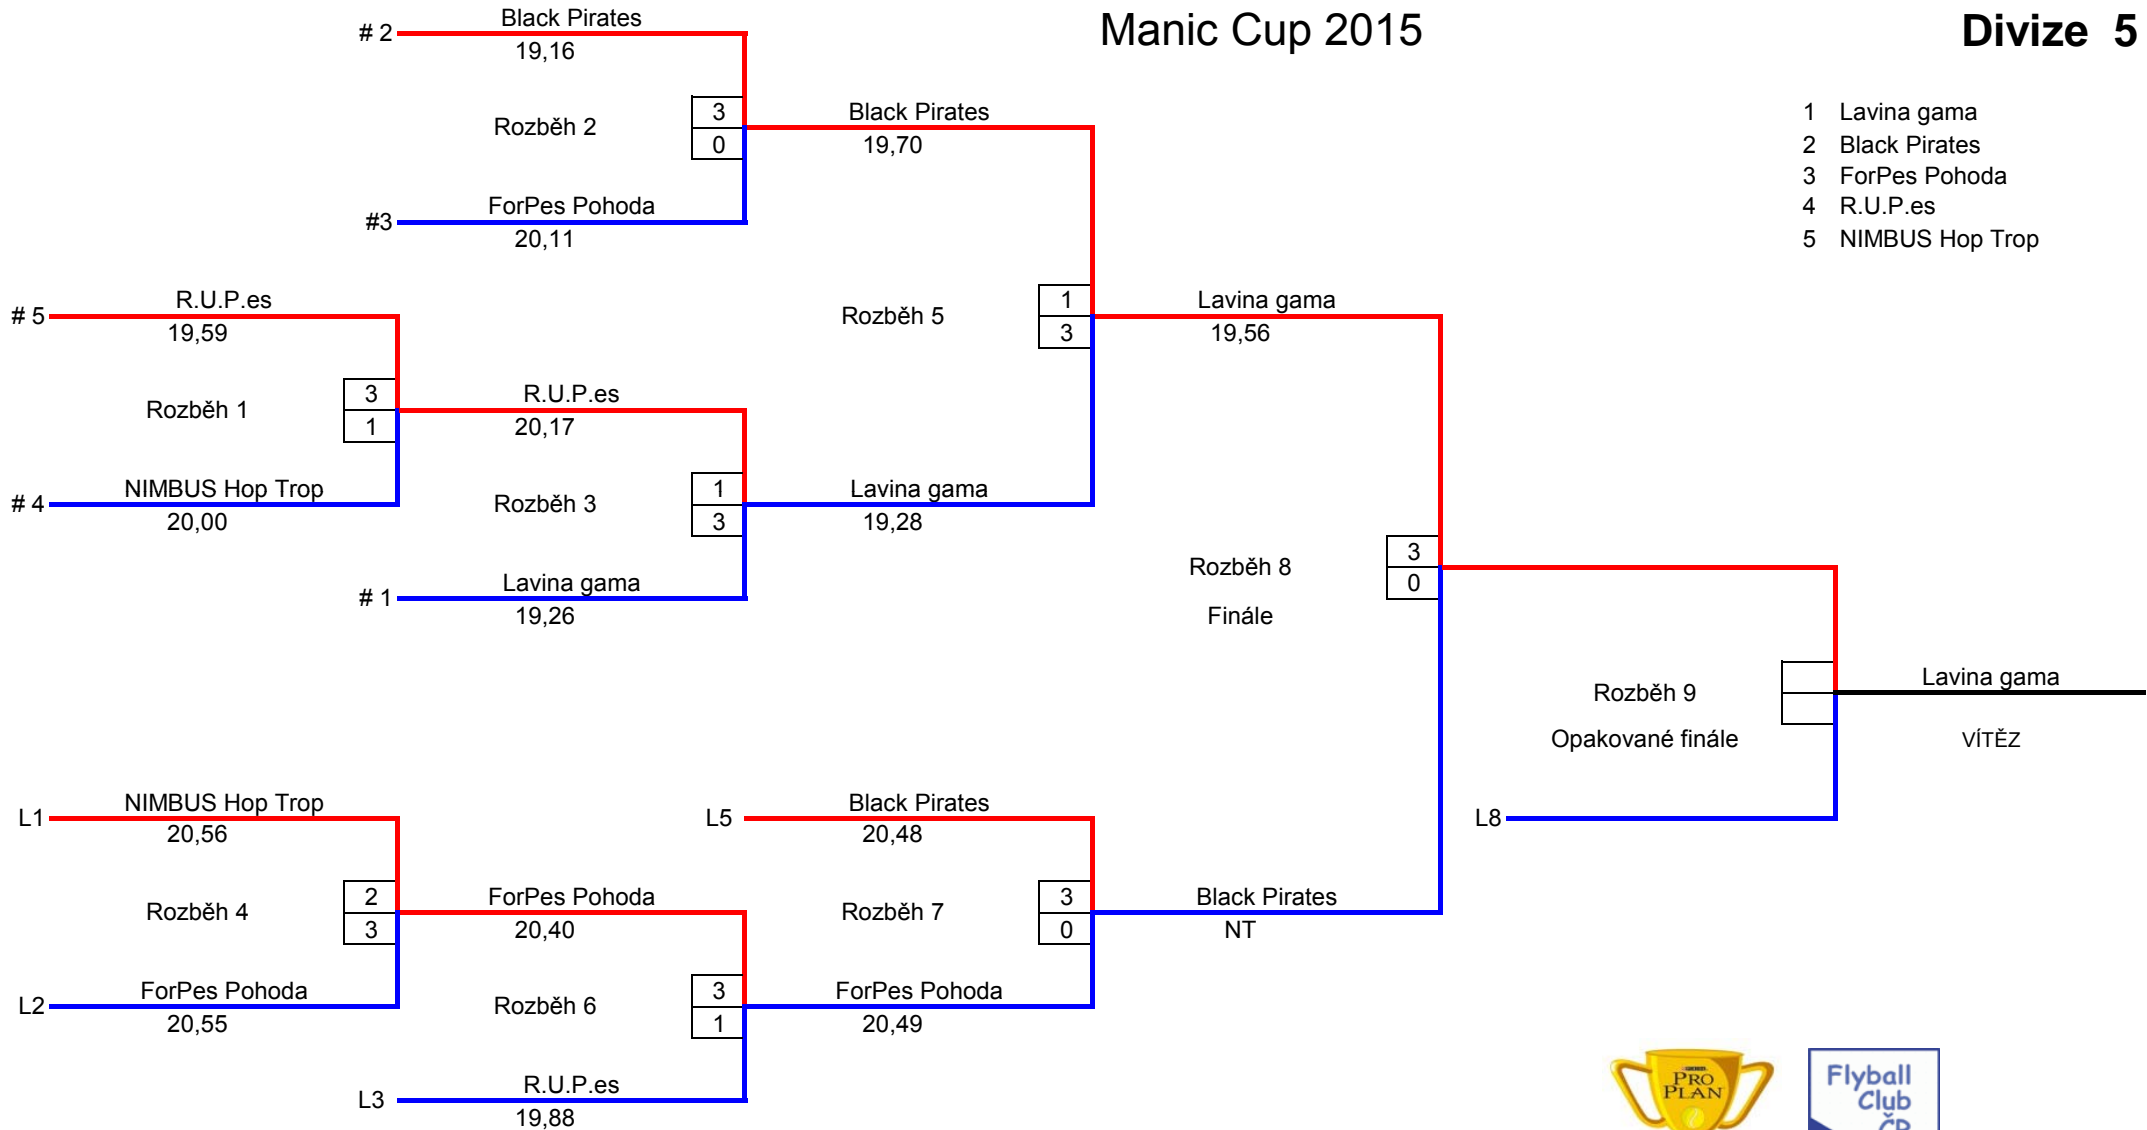 Manic Cup 2015
Divize 5
1 Lavina gama
2 Black Pirates
3 ForPes Pohoda
4 R.U.P.es
5 NIMBUS Hop Trop
# 2
Black Pirates
19,16
Rozběh 2
3
0
#3
ForPes Pohoda
20,11
Black Pirates
19,70
# 5
R.U.P.es
19,59
Rozběh 1
3
1
# 4
NIMBUS Hop Trop
20,00
R.U.P.es
20,17
Rozběh 3
1
3
# 1
Lavina gama
19,26
Rozběh 5
1
3
Lavina gama
19,28
Lavina gama
19,56
Rozběh 8
Finále
3
0
Rozběh 9
Opakované finále
Lavina gama
VÍTĚZ
L8
L1
NIMBUS Hop Trop
20,56
Rozběh 4
2
3
L2
ForPes Pohoda
20,55
ForPes Pohoda
20,40
Rozběh 6
3
1
L3
R.U.P.es
19,88
L5
Black Pirates
20,48
Rozběh 7
3
0
ForPes Pohoda
20,49
Black Pirates
NT
PRO
PLAN
Flyball
Club
ČR